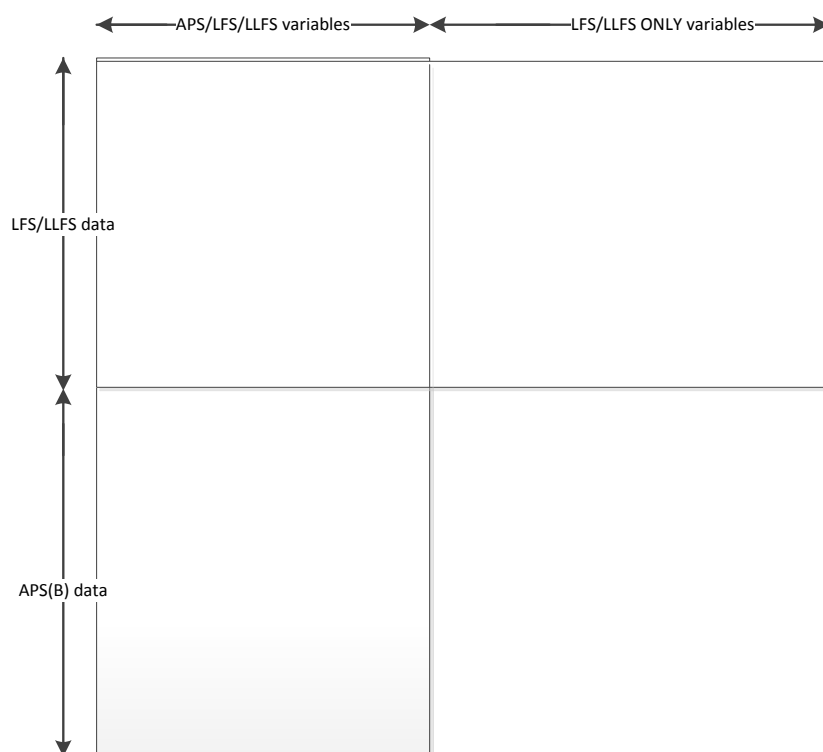 APS/LFS/LLFS variables
LFS/LLFS ONLY variables
LFS/LLFS data
APS(B) data